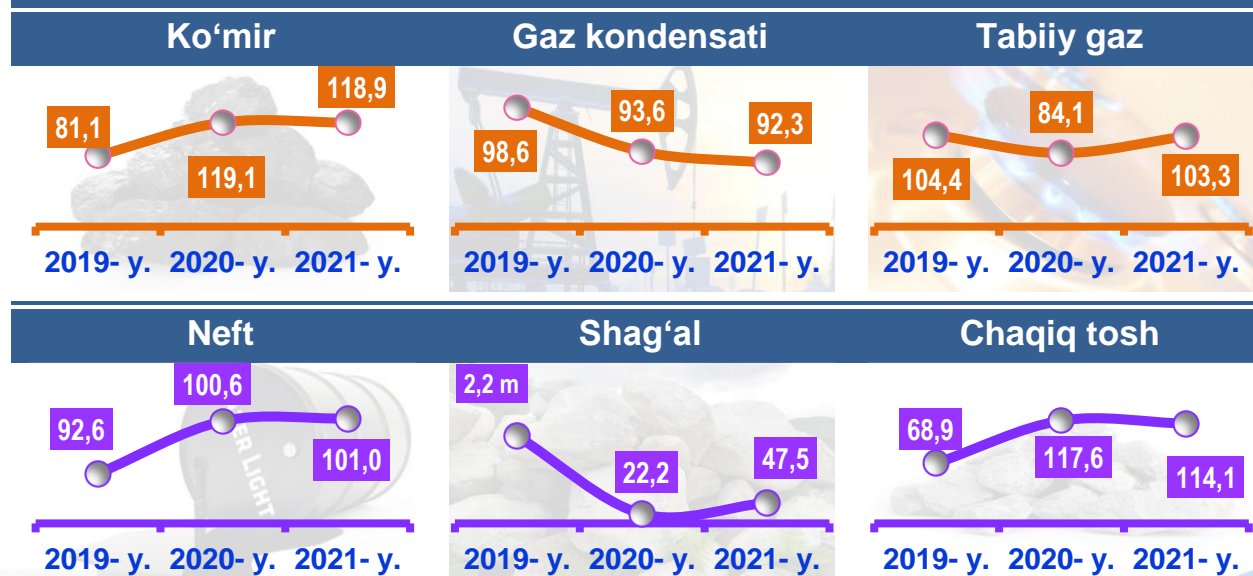 Ko‘mir
81,1
119,1
118,9
2019- y. 2020- y. 2021- y.
Gaz kondensati
98,6
93,6
92,3
2019- y. 2020- y. 2021- y.
Tabiiy gaz
104,4
84,1
103,3
2019- y. 2020- y. 2021- y.
Neft
92,6
100,6
101,0
LIGHT
2019- y. 2020- y. 2021- y.
Shag‘al
2,2 m
22,2
47,5
2019- y. 2020- y. 2021- y.
Chaqiq tosh
68,9
117,6
114,1
2019- y. 2020- y. 2021- y.